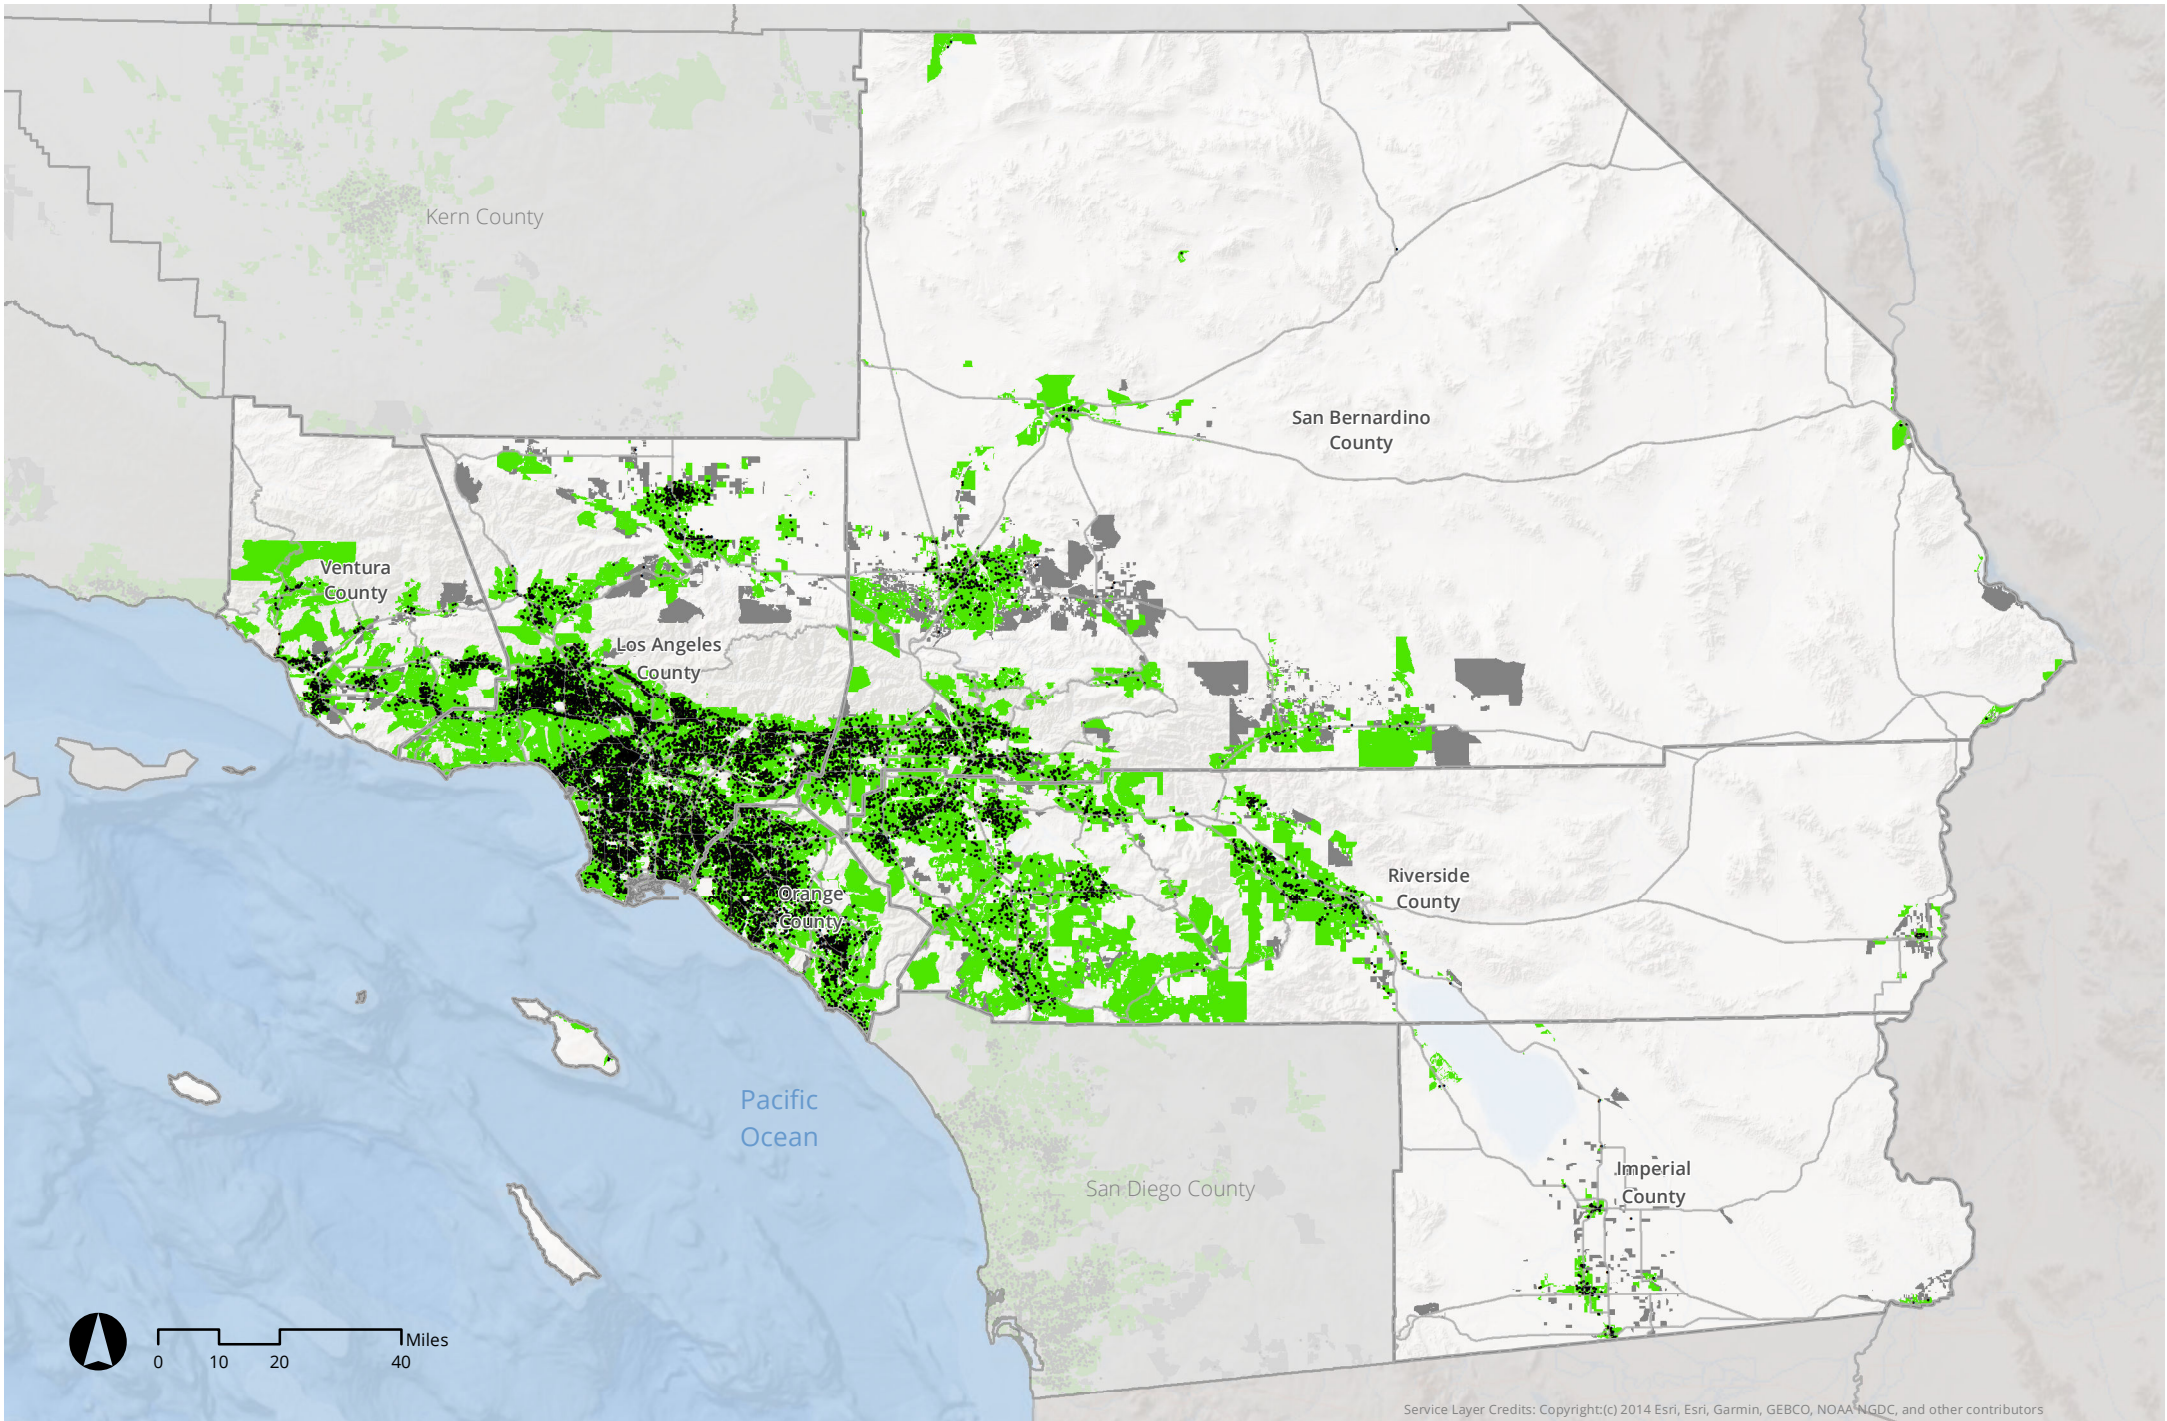 Kern County
San Bernardino
County
Ventura
County
Los Angeles
County
Riverside
County
Orange
County
Pacific
Ocean
San Diego County
Imperial
County
Miles
0 10 20 40
Service Layer Credits: Copyright:(c) 2014 Esri, Esri, Garmin, GEBCO, NOAA NGDC, and other contributors